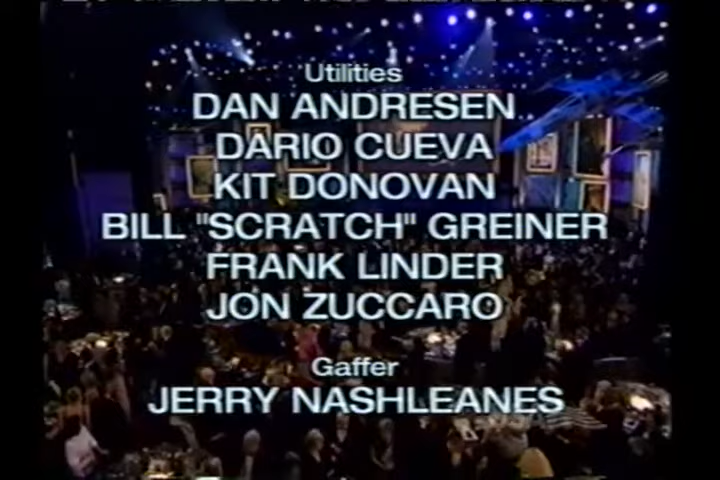 Utilities
DAN ANDRESEN
DARIO CUEVA
KIT DONOVAN
BILL "SCRATCH" GREINER
FRANK LINDER
JON ZUCCARO
Gaffer
JERRY NASHLEANES